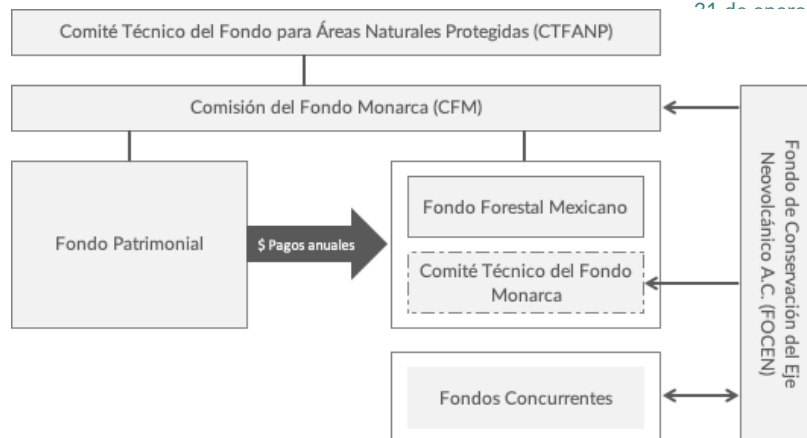 Comité Técnico del Fondo para Áreas Naturales Protegidas (CTFANP)
Comisión del Fondo Monarca (CFM)
Fondo Patrimonial
$ Pagos anuales
Fondo Forestal Mexicano
Comité Técnico del Fondo
Monarca
Fondos Concurrentes
Fondo de Conservación del Eje
Neovolcánico A.C. (FOCEN)